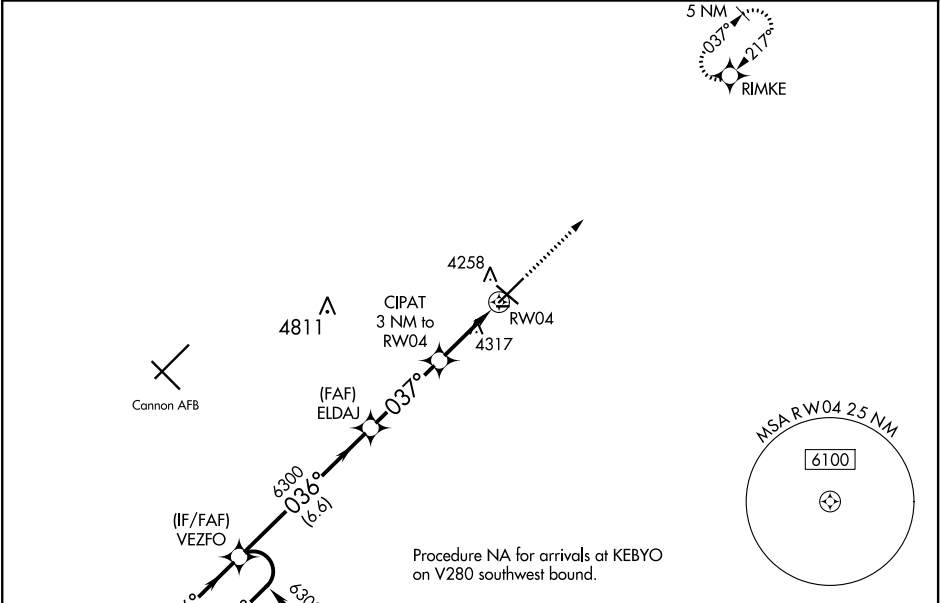 5 NM
037°
217°
RIMKE
4258
4811
CIPAT
3 NM to
RW04
RW04
4317
Cannon AFB
(FAF)
ELDAJ
037°
6300
036°
(6.6)
(IF/FAF)
VEZFO
MSA RW04 25 NM
6100
Procedure NA for arrivals at KEBYO
on V280 southwest bound.